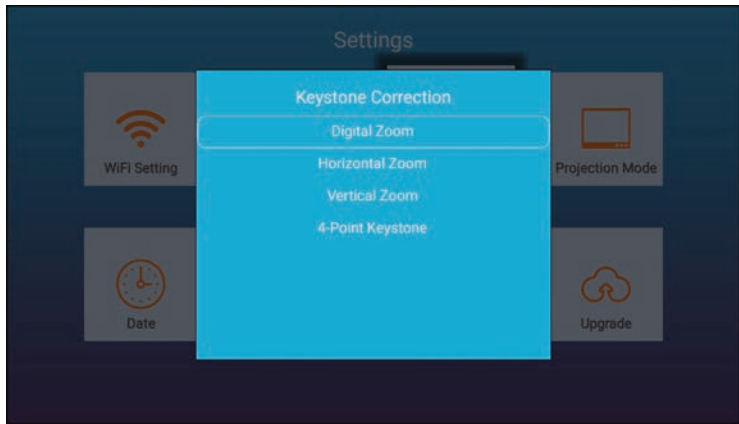 Settings
Keystone Correction
Digital Zoom
WiFi Setting
Horizontal Zoom
Projection Mode
Vertical Zoom
4-Point Keystone
Date
Upgrade